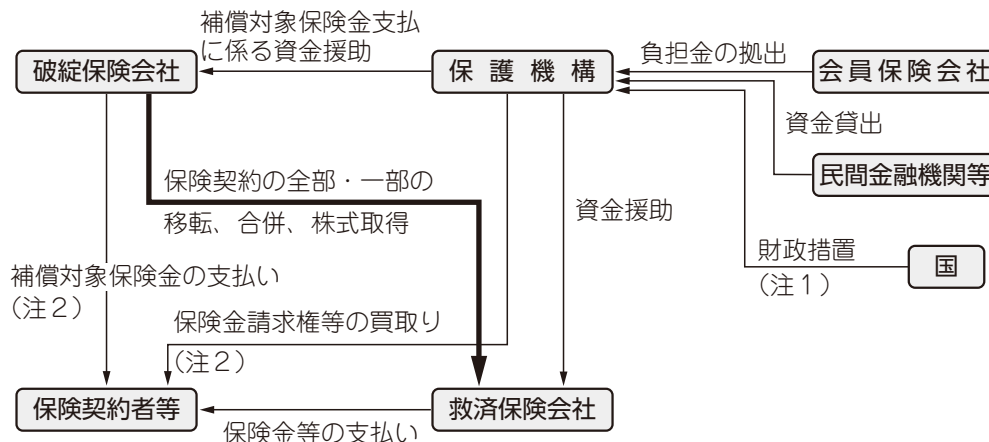 補償対象保険金支払
に係る資金援助
破綻保険会社
保護機構
負担金の拠出
会員保険会社
資金貸出
民間金融機関等
保険契約の全部・一部の
移転、合併、株式取得
資金援助
財政措置
（注１）
国
補償対象保険金の支払い
（注２）
保険金請求権等の買取り
（注２）
保険契約者等
救済保険会社
保険金等の支払い